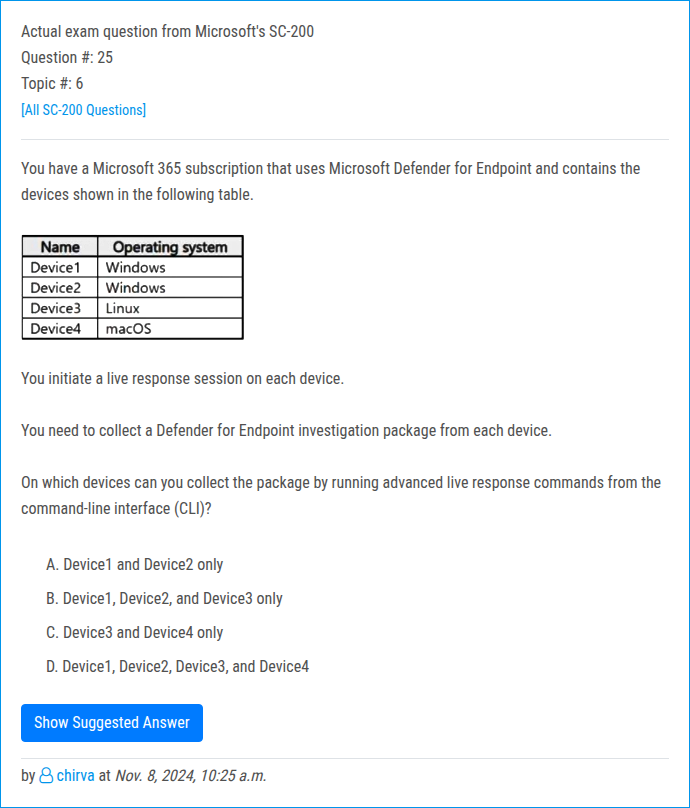 Actual exam question from Microsoft's SC-200
Question #: 25
Topic #: 6
[All SC-200 Questions]
You have a Microsoft 365 subscription that uses Microsoft Defender for Endpoint and contains the
devices shown in the following table.
Name Operating system
Device1 Windows
Device2 Windows
Device3 Linux
Device4 macOS
You initiate a live response session on each device.
You need to collect a Defender for Endpoint investigation package from each device.
On which devices can you collect the package by running advanced live response commands from the
command-line interface (CLI)?
A. Device1 and Device2 only
B. Device1, Device2, and Device3 only
C. Device3 and Device4 only
D. Device1, Device2, Device3, and Device4
Show Suggested Answer
by chirva at Nov. 8, 2024, 10:25 a.m.